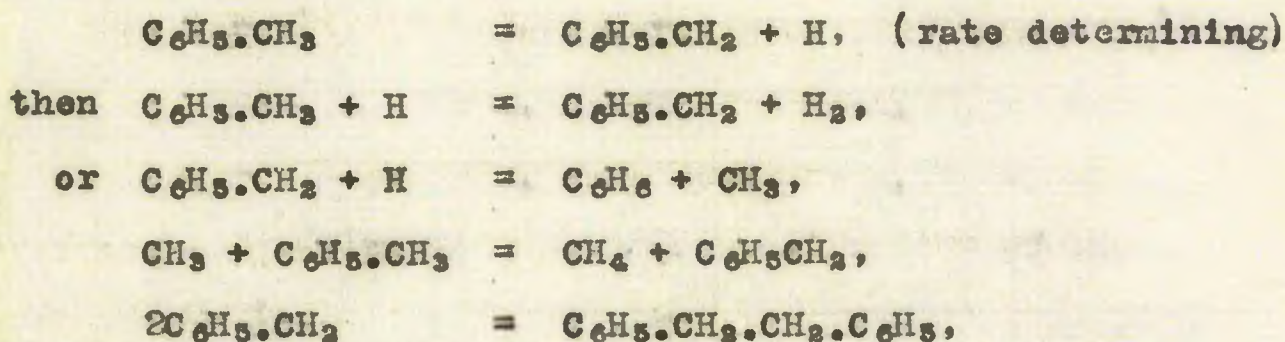 C₆H₅.CH₃ = C₆H₅.CH₂ + H, (rate determining)
then C₆H₅.CH₃ + H = C₆H₅.CH₂ + H₂,
or C₆H₅.CH₂ + H = C₆H₆ + CH₃,
CH₃ + C₆H₅.CH₃ = CH₄ + C₆H₅CH₂,
2C₆H₅.CH₂ = C₆H₅.CH₂.CH₂.C₆H₅,